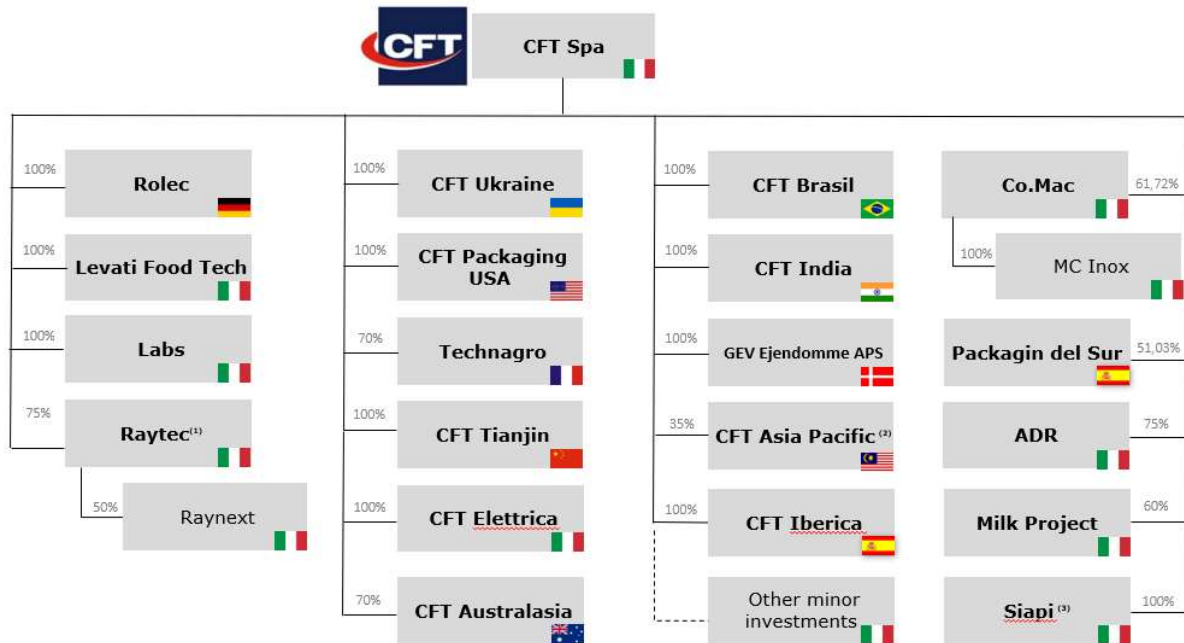 CFT
CFT Spa
100%
Rolec
100%
Levati Food Tech
100%
Labs
75%
Raytec (1)
50%
Raynext
100%
CFT Ukraine
100%
CFT Packaging
USA
70%
Technagro
100%
CFT Tianjin
100%
CFT Elettrica
70%
CFT Australasia
100%
CFT Brasil
100%
CFT India
100%
GEV Ejendomme APS
35%
CFT Asia Pacific (2)
100%
CFT Iberica
Other minor
investments
Co.Mac
61,72%
100%
MC Inox
Packagin del Sur
51,03%
ADR
75%
Milk Project
60%
Siapi (3)
100%